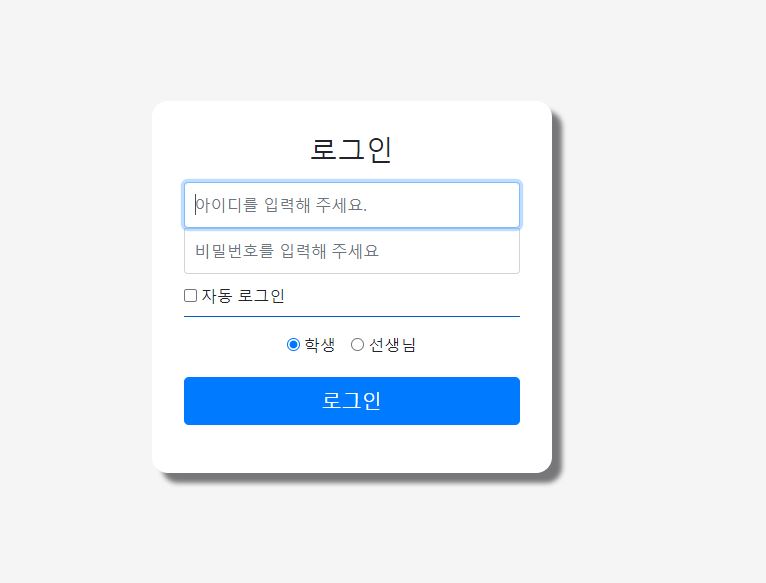 로그인
아이디를 입력해 주세요.
비밀번호를 입력해 주세요
자동 로그인
학생 선생님
로그인